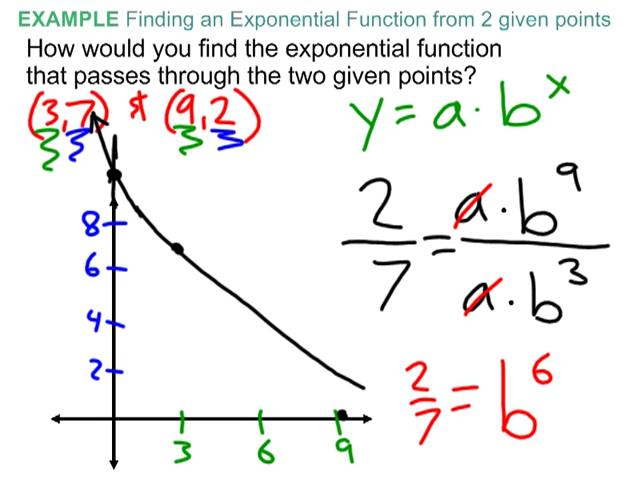 EXAMPLE Finding an Exponential Function from 2 given points
How would you find the exponential function
that passes through the two given points?
(3,7) & (9,2)
y = a · b^x
2/7 = a · b^9 / a · b^3
2/7 = b^6
8
6
4
2
3 6 9